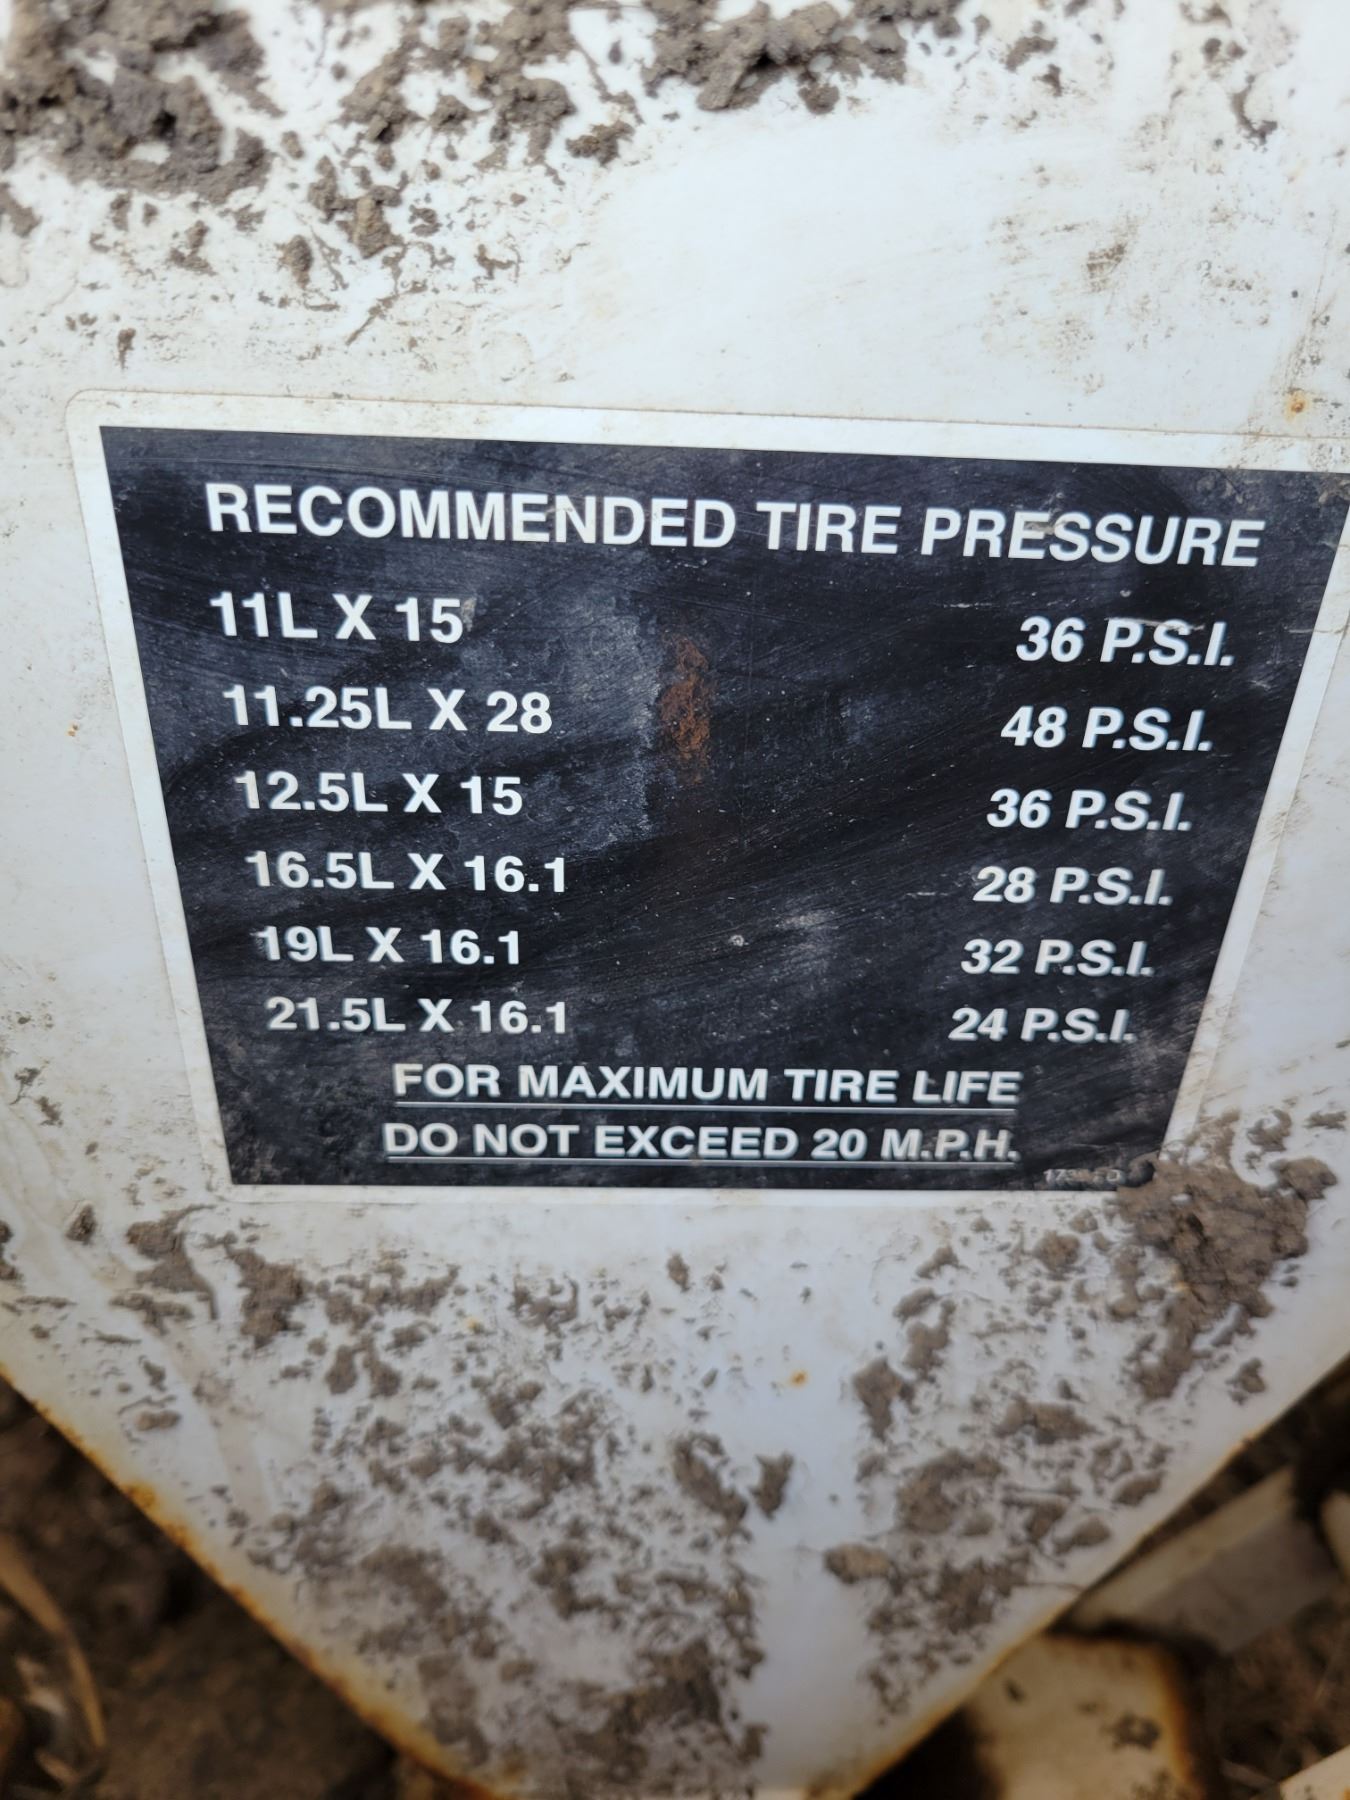 RECOMMENDED TIRE PRESSURE
11L X 15 36 P.S.I.
11.25L X 28 48 P.S.I.
12.5L X 15 36 P.S.I.
16.5L X 16.1 28 P.S.I.
19L X 16.1 32 P.S.I.
21.5L X 16.1 24 P.S.I.
FOR MAXIMUM TIRE LIFE
DO NOT EXCEED 20 M.P.H.